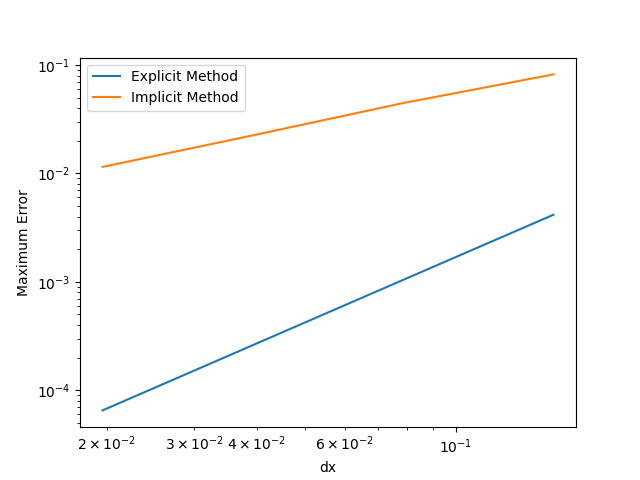 Explicit Method
Implicit Method
Maximum Error
10⁻¹
10⁻²
10⁻³
10⁻⁴
2 × 10⁻² 3 × 10⁻² 4 × 10⁻² 6 × 10⁻² 10⁻¹
dx